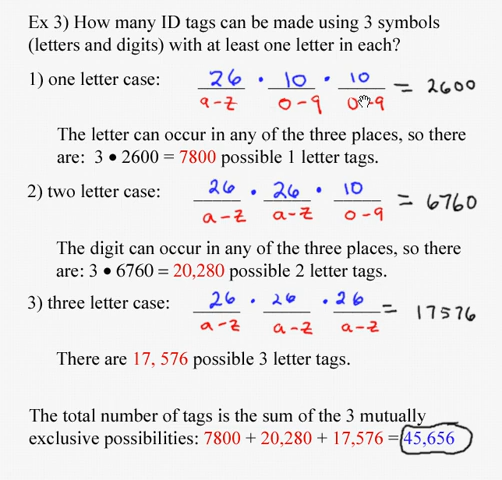 Ex 3) How many ID tags can be made using 3 symbols
(letters and digits) with at least one letter in each?
1) one letter case: 26 · 10 · 10 = 2600
a-z 0-9 0-9
The letter can occur in any of the three places, so there
are: 3 • 2600 = 7800 possible 1 letter tags.
2) two letter case: 26 · 26 · 10 = 6760
a-z a-z 0-9
The digit can occur in any of the three places, so there
are: 3 • 6760 = 20,280 possible 2 letter tags.
3) three letter case: 26 · 26 · 26 = 17576
a-z a-z a-z
There are 17, 576 possible 3 letter tags.
The total number of tags is the sum of the 3 mutually
exclusive possibilities: 7800 + 20,280 + 17,576 = 45,656